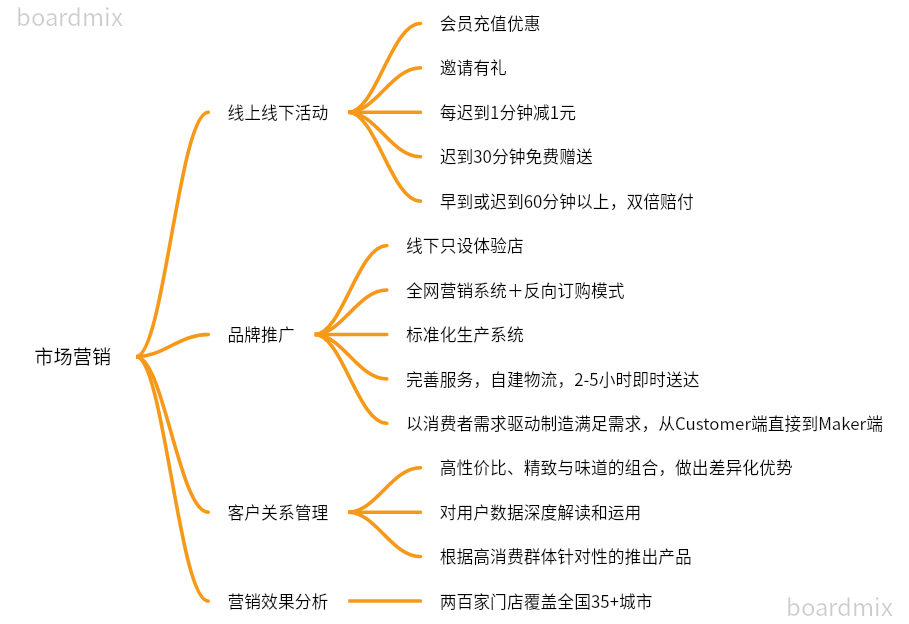 boardmix
市场营销
线上线下活动
会员充值优惠
邀请有礼
每迟到1分钟减1元
迟到30分钟免费赠送
早到或迟到60分钟以上，双倍赔付
品牌推广
线下只设体验店
全网营销系统＋反向订购模式
标准化生产系统
完善服务，自建物流，2-5小时即时送达
以消费者需求驱动制造满足需求，从Customer端直接到Maker端
客户关系管理
高性价比、精致与味道的组合，做出差异化优势
对用户数据深度解读和运用
根据高消费群体针对性的推出产品
营销效果分析
两百家门店覆盖全国35+城市
boardmix